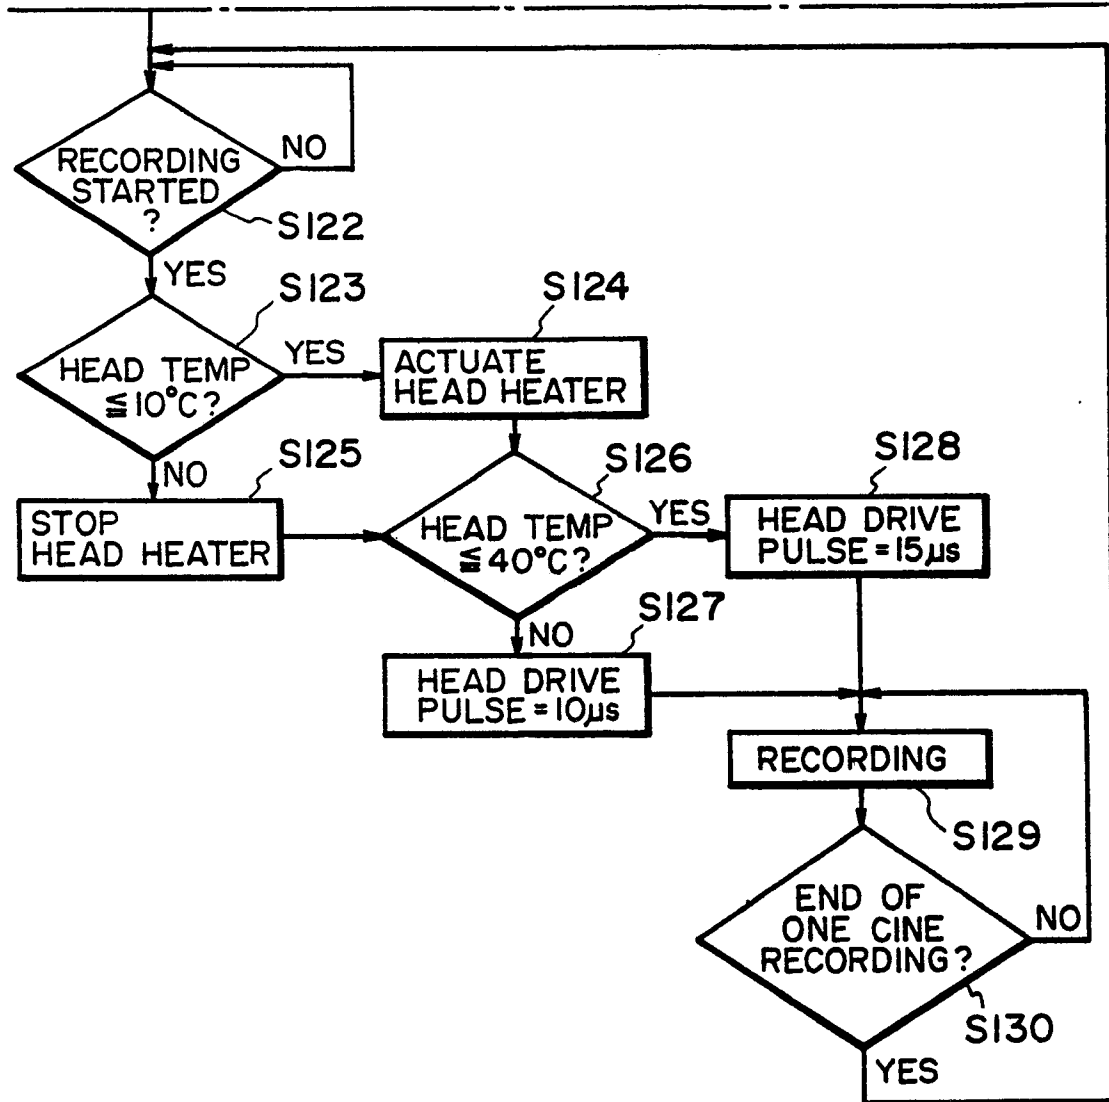 RECORDING
STARTED
?
NO
S122
YES
S123
HEAD TEMP
≦10°C?
YES
S124
ACTUATE
HEAD HEATER
NO
S125
STOP
HEAD HEATER
S126
HEAD TEMP
≦40°C?
YES
S128
HEAD DRIVE
PULSE=15μs
NO
S127
HEAD DRIVE
PULSE=10μs
RECORDING
S129
END OF
ONE CINE
RECORDING?
NO
S130
YES